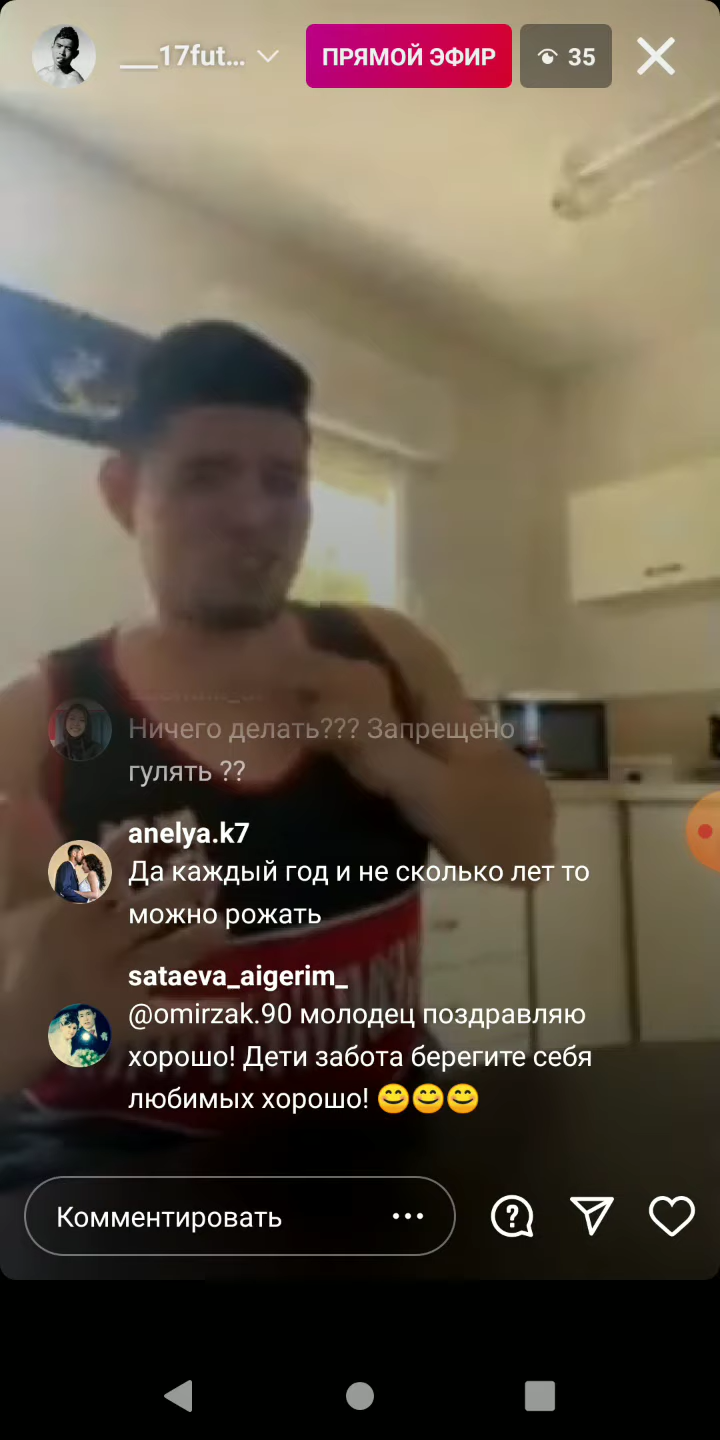 ___17fut...
ПРЯМОЙ ЭФИР
35
Ничего делать??? Запрещено
гулять ??
anelya.k7
Да каждый год и не сколько лет то
можно рожать
sataeva_aigerim_
@omirzak.90 молодец поздравляю
хорошо! Дети забота берегите себя
любимых хорошо! 😊😊😊
Комментировать